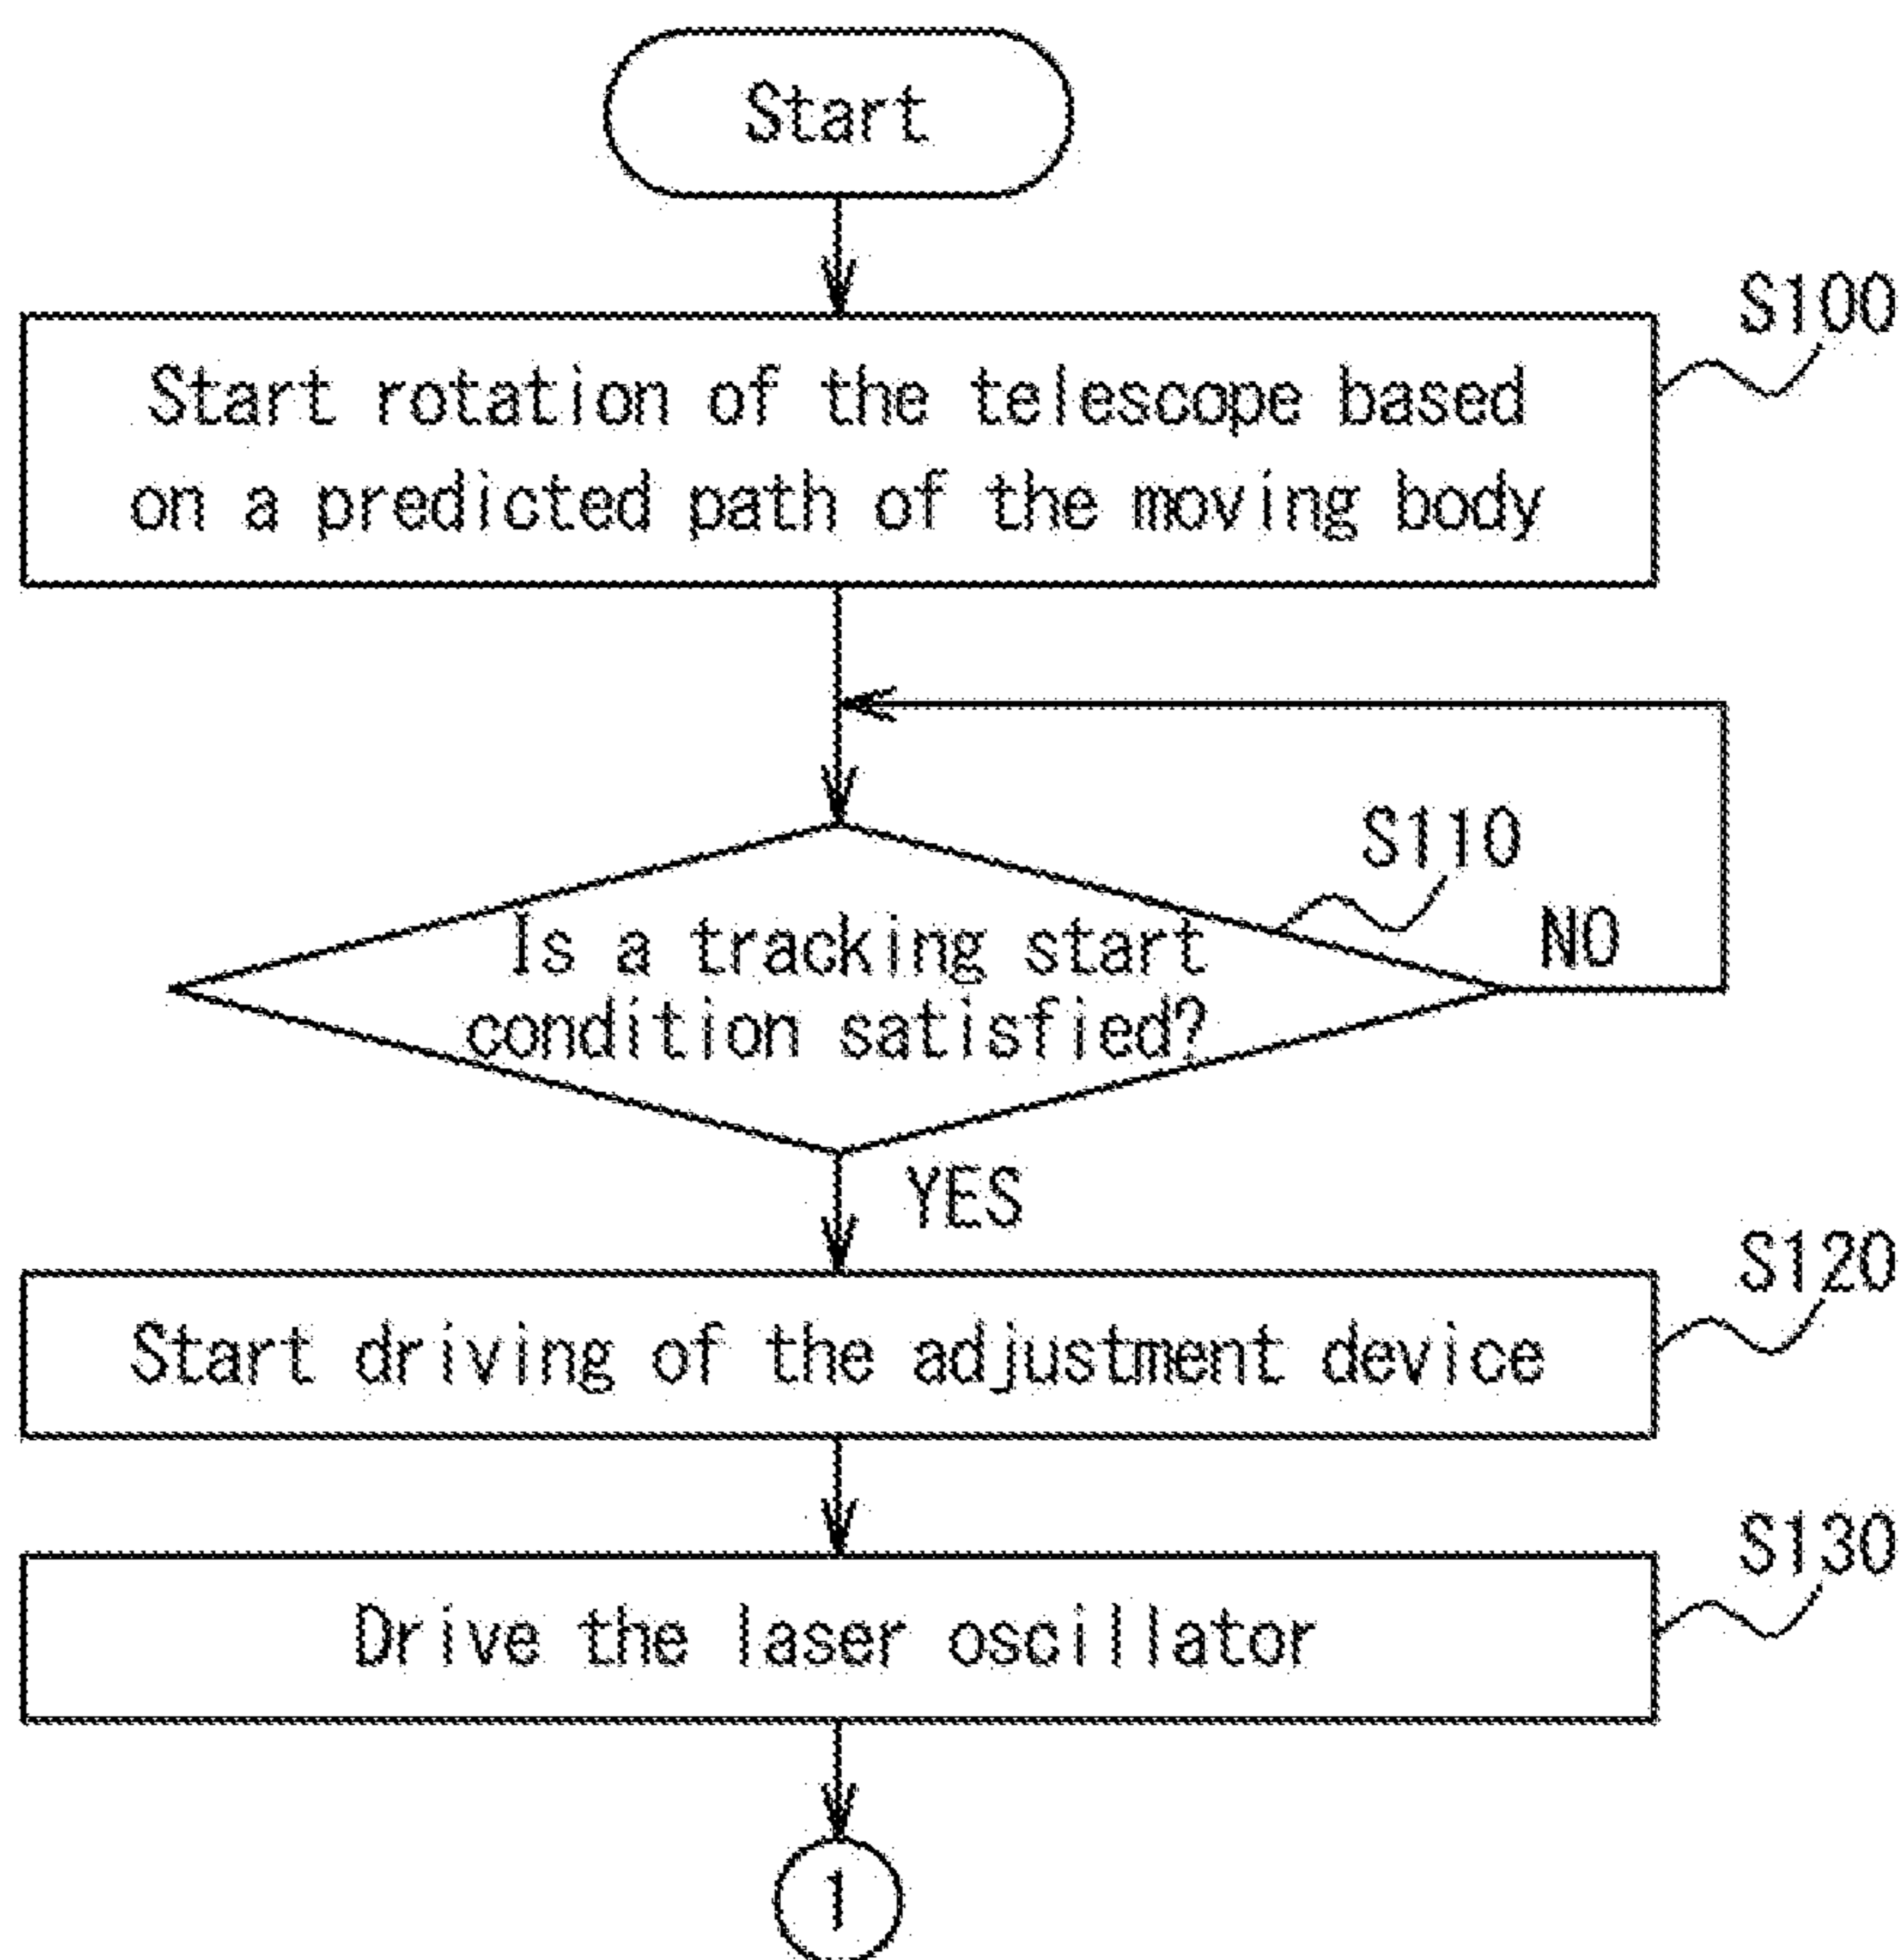 Start
S100
Start rotation of the telescope based
on a predicted path of the moving body
S110
Is a tracking start
condition satisfied?
NO
YES
S120
Start driving of the adjustment device
S130
Drive the laser oscillator
1